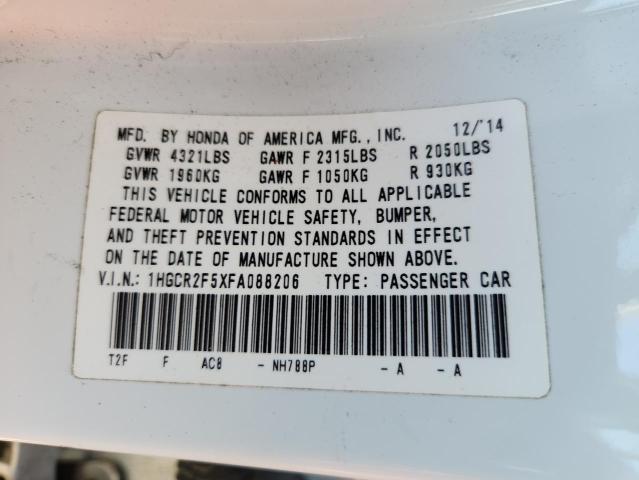 MFD. BY HONDA OF AMERICA MFG., INC. 12/'14
GVWR 4321LBS GAWR F 2315LBS R 2050LBS
GVWR 1960KG GAWR F 1050KG R 930KG
THIS VEHICLE CONFORMS TO ALL APPLICABLE
FEDERAL MOTOR VEHICLE SAFETY, BUMPER,
AND THEFT PREVENTION STANDARDS IN EFFECT
ON THE DATE OF MANUFACTURE SHOWN ABOVE.
V.I.N.: 1HGCR2F5XFA088206 TYPE: PASSENGER CAR
T2F F AC8 - NH788P - A - A